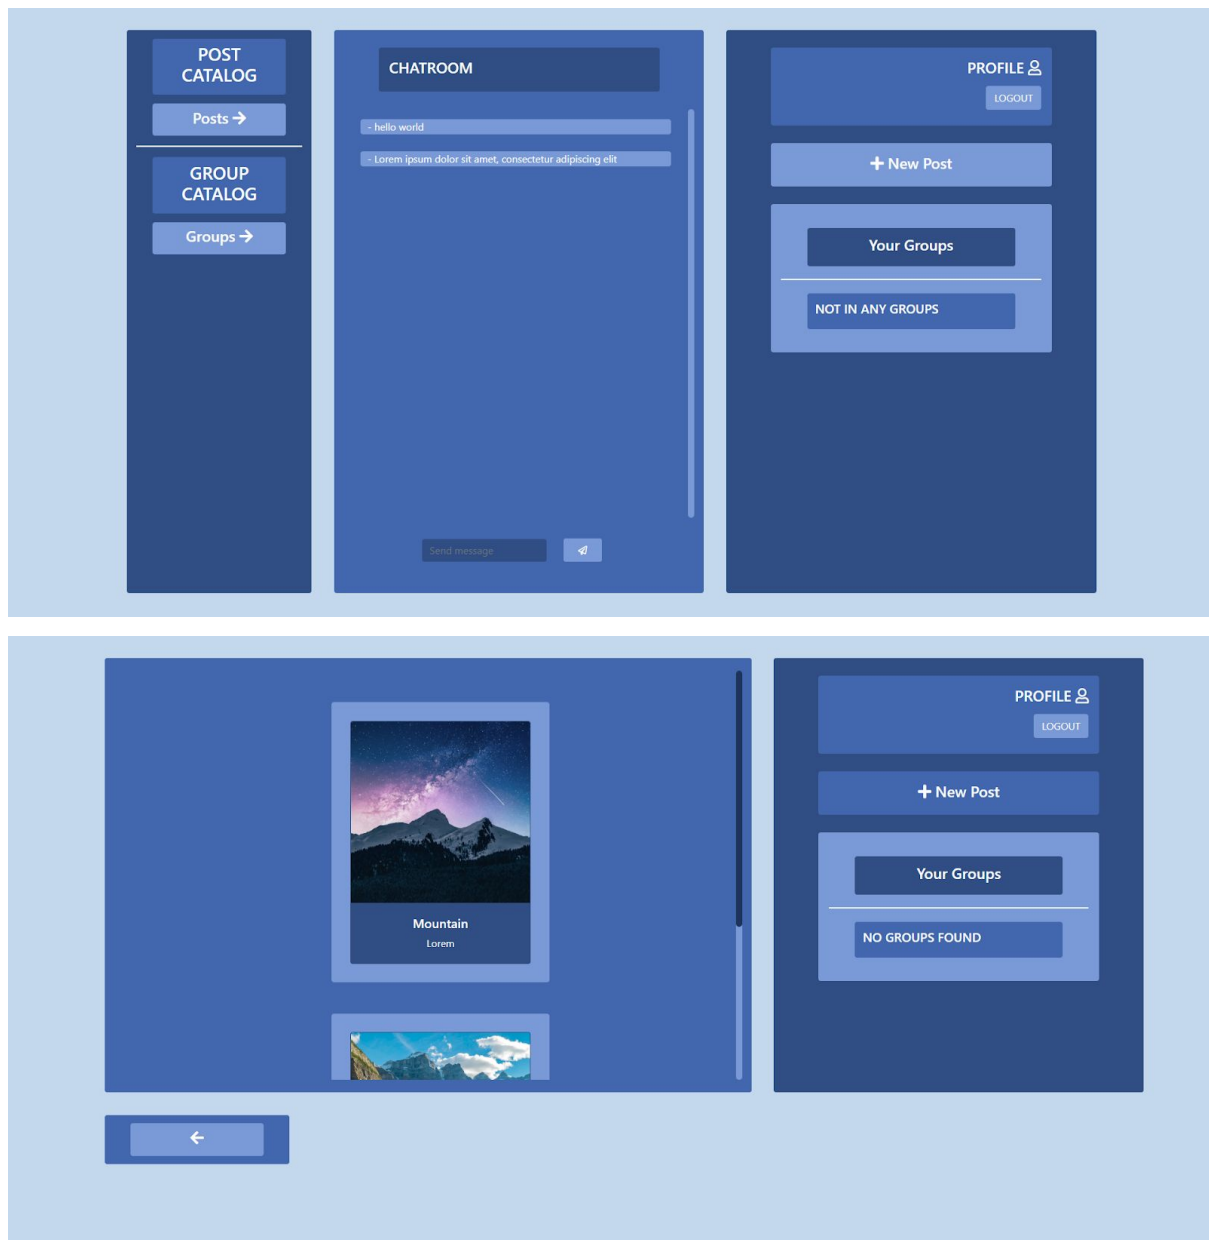 POST
CATALOG
Posts
GROUP
CATALOG
Groups
CHATROOM
- hello world
- Lorem ipsum dolor sit amet, consectetur adipiscing elit
Send message
PROFILE
LOGOUT
New Post
Your Groups
NOT IN ANY GROUPS
Mountain
Lorem
PROFILE
LOGOUT
New Post
Your Groups
NO GROUPS FOUND